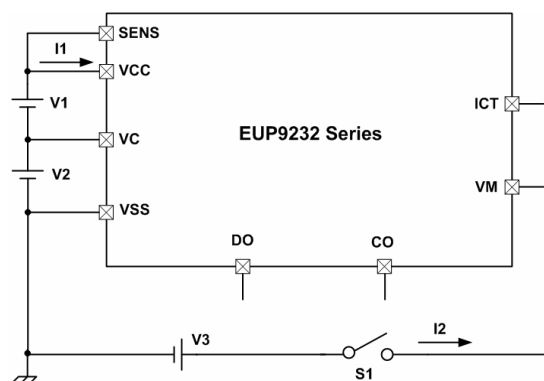 SENS
I1
VCC
V1
ICT
EUP9232 Series
VC
V2
VM
VSS
DO
CO
V3
I2
S1